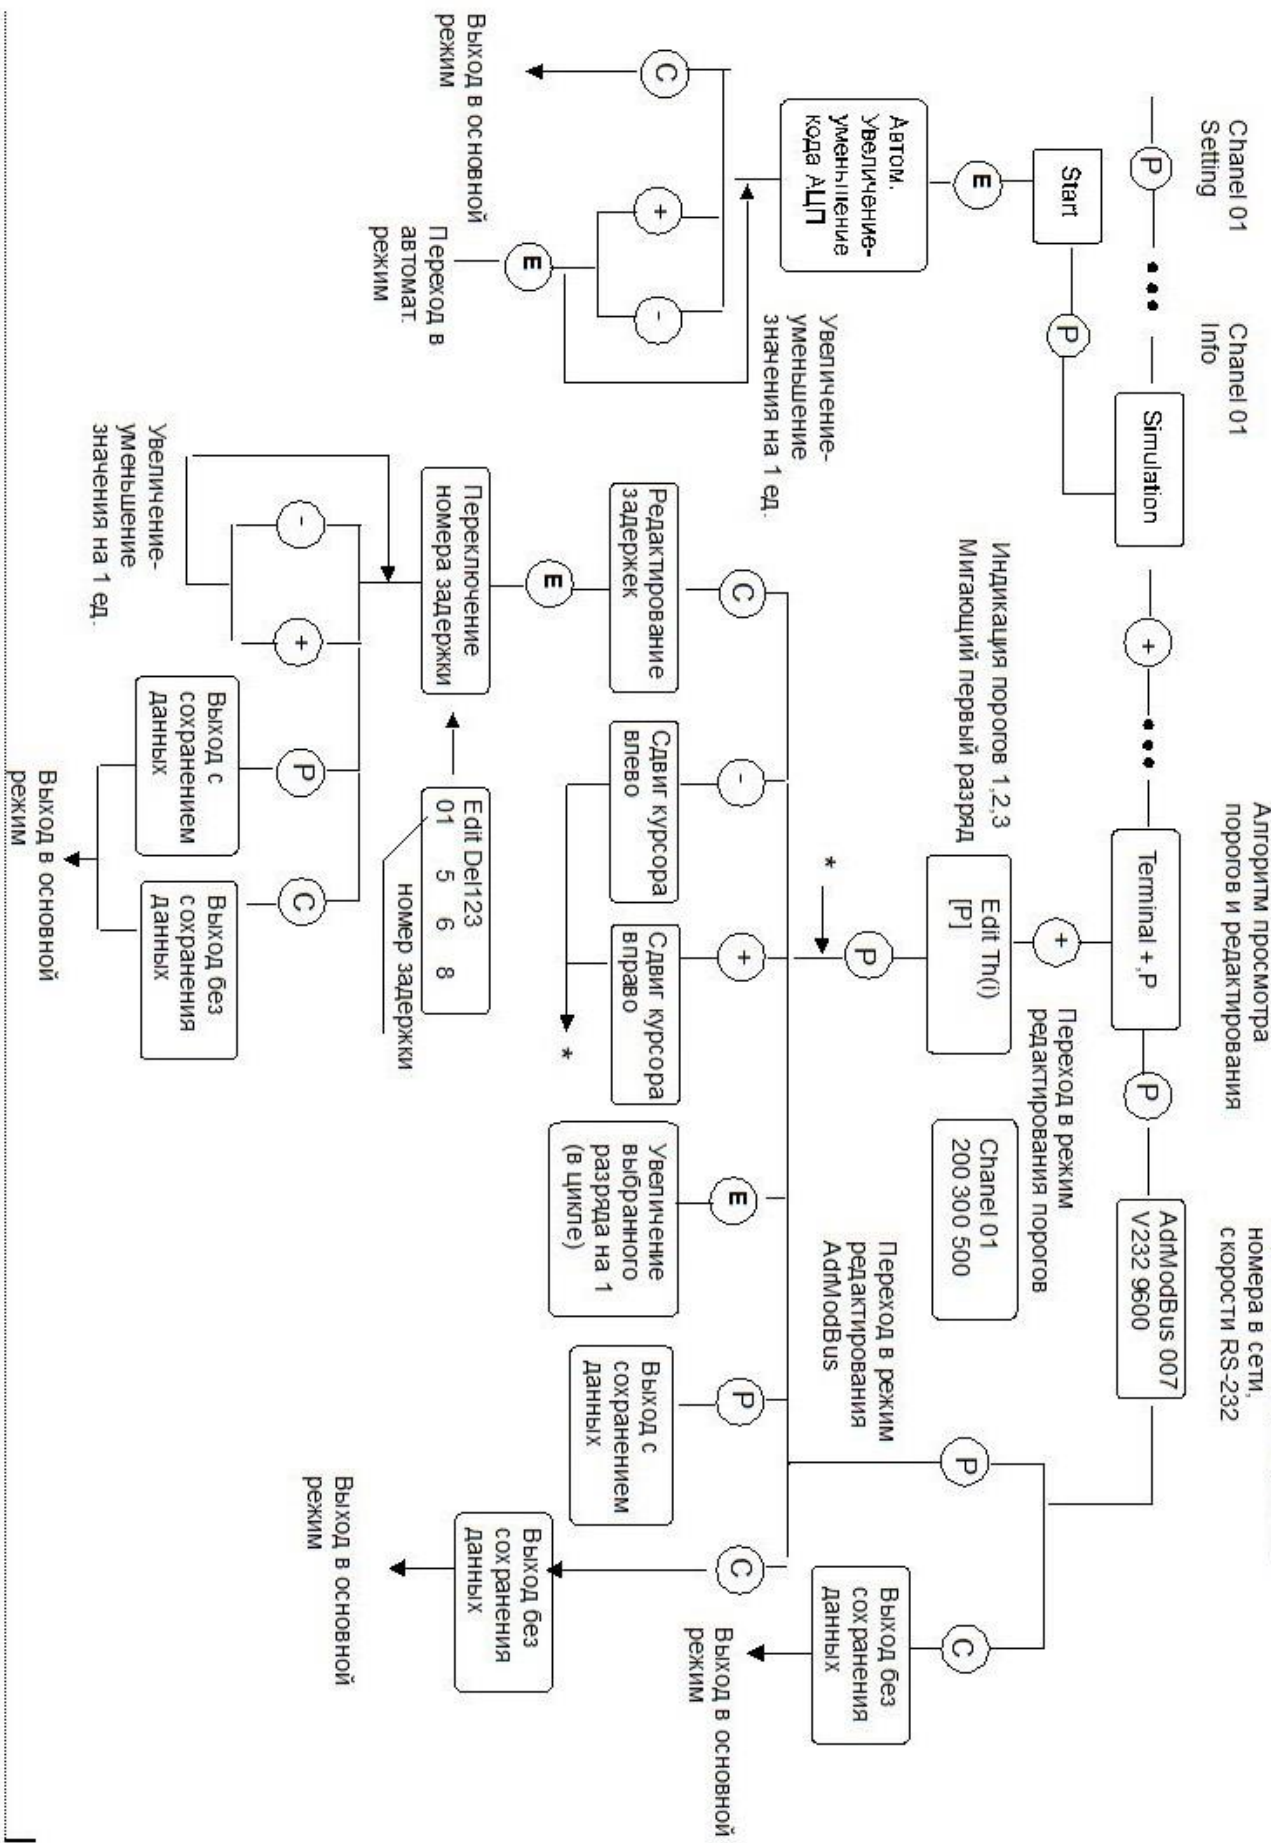 Chanel 01
Setting
Chanel 01
Info
Алгоритм просмотра
порогов и редактирования
номера в сети,
скорости RS-232
P
Simulation
+
Terminal +,P
P
AdrModBus 007
V232 9600
Start
P
+
Переход в режим
редактирования порогов
E
Индикация порогов 1,2,3
Мигающий первый разряд
Edit Th(i)
[P]
Chanel 01
200 300 500
P
C
Автом.
Увеличение-
уменьшение
кода АЦП
P
*
Переход в режим
редактирования
AdrModBus
Выход без
сохранения
данных
Увеличение-
уменьшение
значения на 1 ед.
Выход в основной
режим
C
+
-
C
-
+
E
P
C
Редактирование
задержек
Сдвиг курсора
влево
Сдвиг курсора
вправо
Увеличение
выбранного
разряда на 1
(в цикле)
Выход с
сохранением
данных
*
Выход без
сохранения
данных
Выход в основной
режим
E
Переход в
автомат.
режим
E
Переключение
номера задержки
Edit Del123
01 5 6 8
номер задержки
Выход в основной
режим
-
+
P
C
Увеличение-
уменьшение
значения на 1 ед.
Выход с
сохранением
данных
Выход без
сохранения
данных
Выход в основной
режим